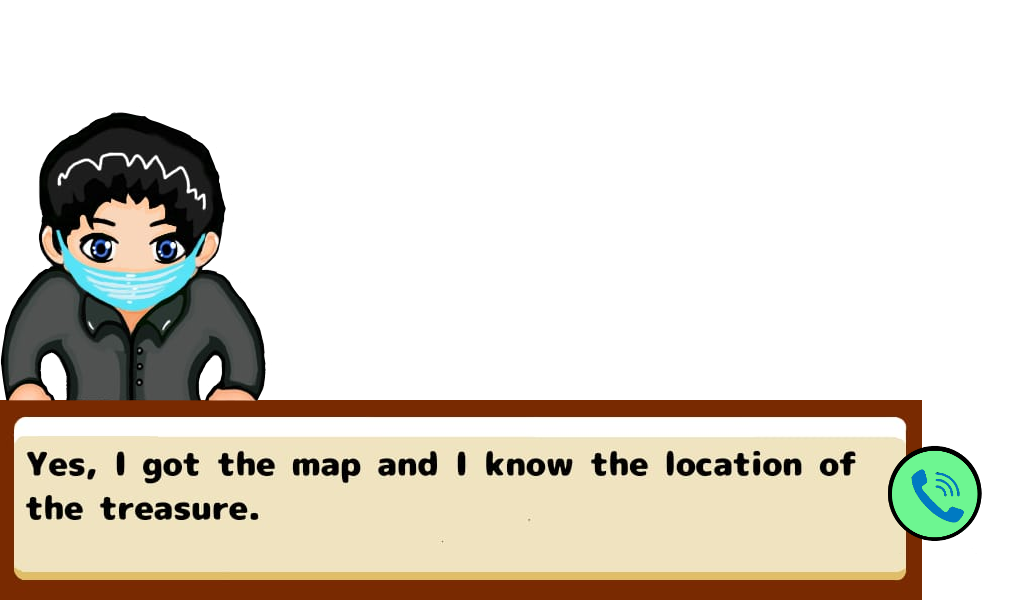 Yes, I got the map and I know the location of
the treasure.